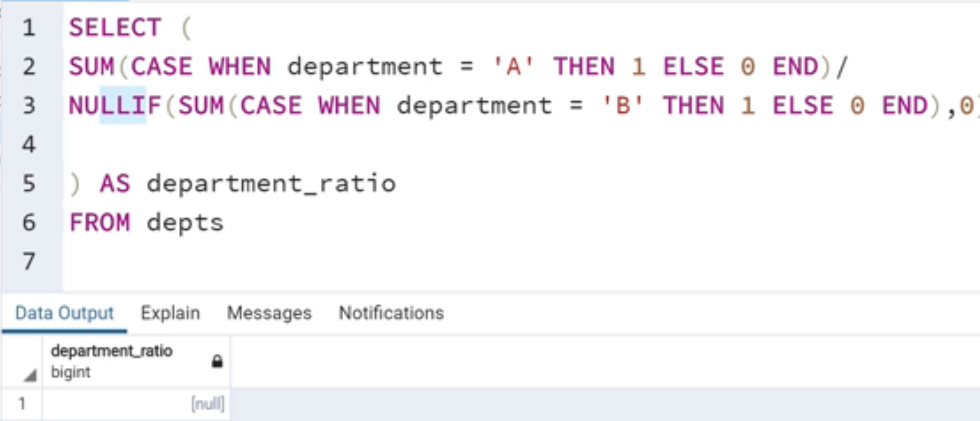 1 SELECT (
2 SUM(CASE WHEN department = 'A' THEN 1 ELSE 0 END)/
3 NULLIF(SUM(CASE WHEN department = 'B' THEN 1 ELSE 0 END),0)
4
5 ) AS department_ratio
6 FROM depts
7
Data Output Explain Messages Notifications
department_ratio
bigint
1 [null]